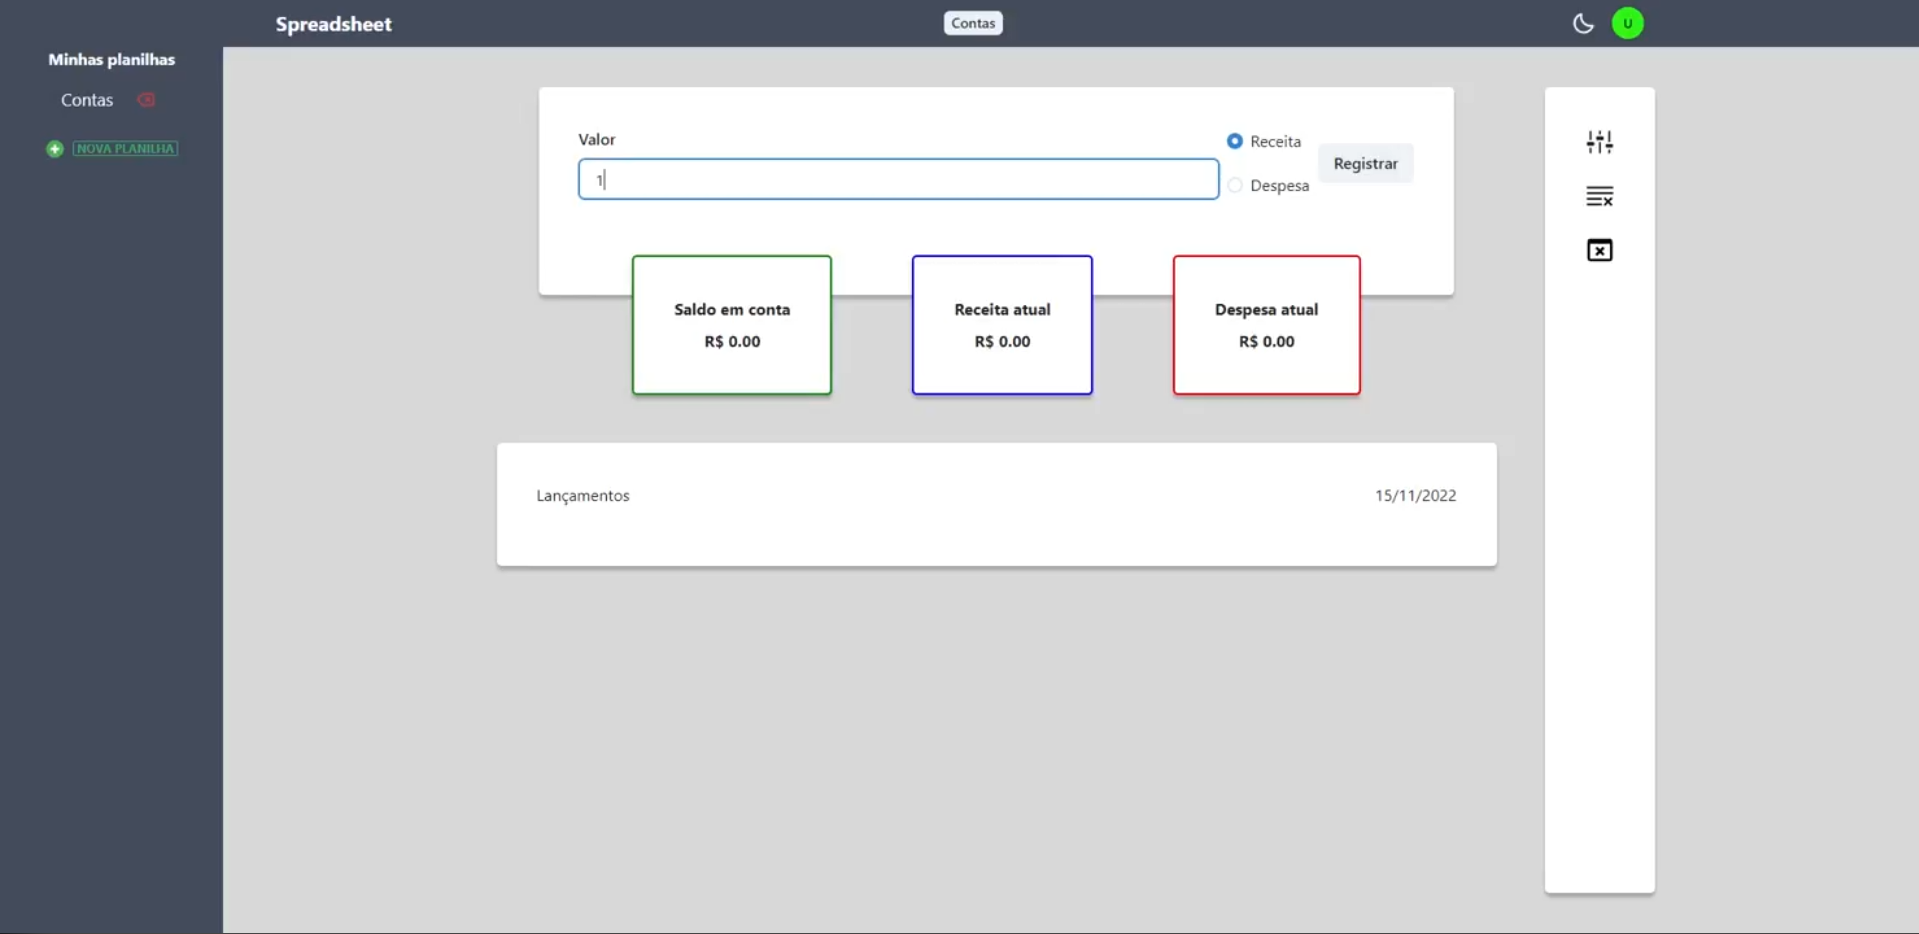 Spreadsheet
Contas
U
Minhas planilhas
Contas
NOVA PLANILHA
Valor
1
Receita
Despesa
Registrar
Saldo em conta
R$ 0.00
Receita atual
R$ 0.00
Despesa atual
R$ 0.00
Lançamentos
15/11/2022